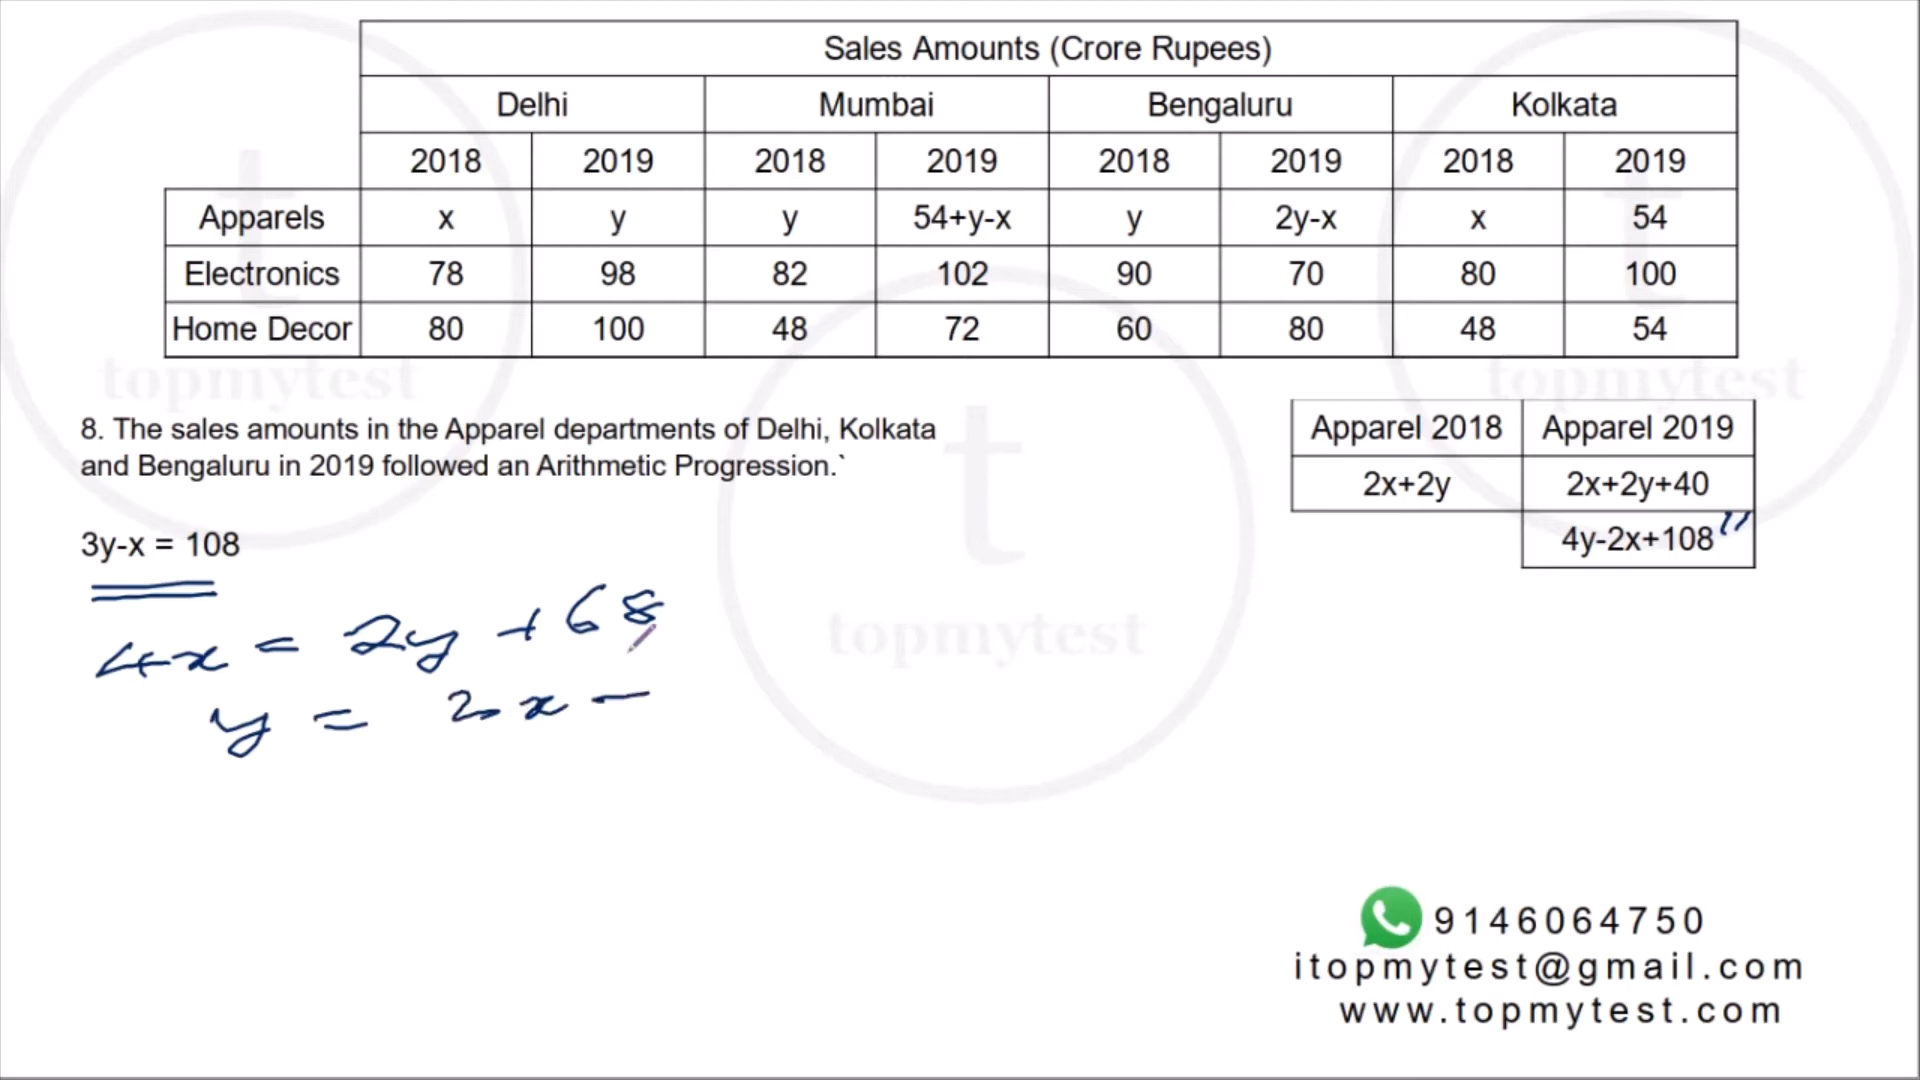 Sales Amounts (Crore Rupees)
Delhi Mumbai Bengaluru Kolkata
2018 2019 2018 2019 2018 2019 2018 2019
Apparels x y y 54+y-x y 2y-x x 54
Electronics 78 98 82 102 90 70 80 100
Home Decor 80 100 48 72 60 80 48 54
8. The sales amounts in the Apparel departments of Delhi, Kolkata
and Bengaluru in 2019 followed an Arithmetic Progression.`
Apparel 2018 Apparel 2019
2x+2y 2x+2y+40
4y-2x+108
3y-x = 108
4x = 2y + 68
y = 2x -
t
topmytest
t
topmytest
t
topmytest
9146064750
itopmytest@gmail.com
www.topmytest.com